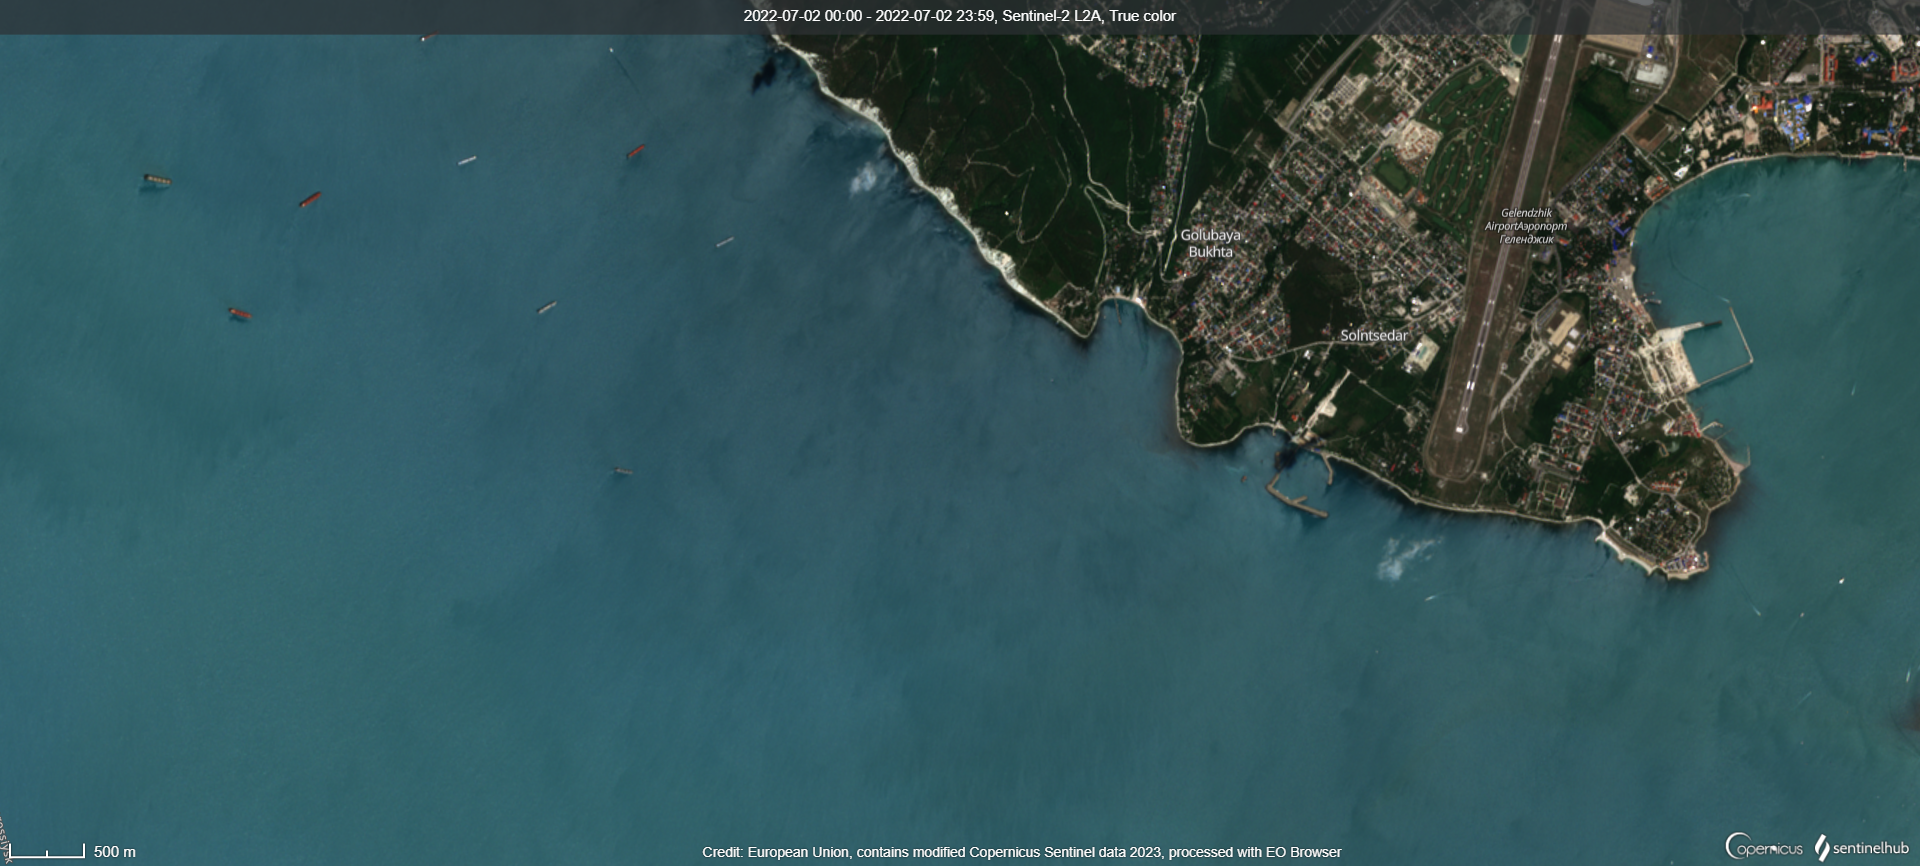 2022-07-02 00:00 - 2022-07-02 23:59, Sentinel-2 L2A, True color
Gelendzhik
AirportАэропорт
Геленджик
Golubaya
Bukhta
Solntsedar
500 m
Credit: European Union, contains modified Copernicus Sentinel data 2023, processed with EO Browser
Copernicus
sentinelhub